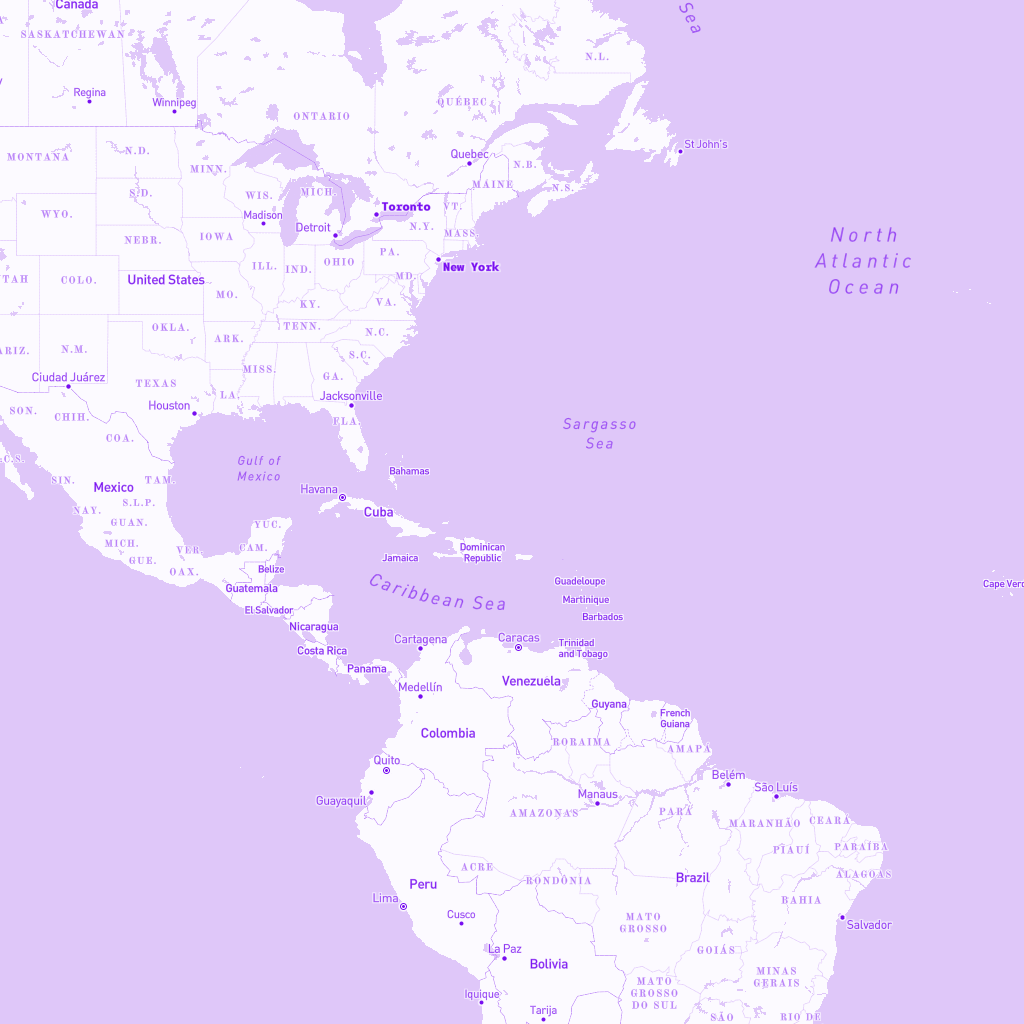 Canada
Sea
SASKATCHEWAN
N.L.
Regina
Winnipeg
QUÉBEC
ONTARIO
St John's
N.D.
MONTANA
Quebec
MINN.
N.B.
MAINE
N.S.
S.D.
WIS.
MICH.
Toronto
VT.
WYO.
Madison
Detroit
N.Y.
MASS.
NEBR.
IOWA
North
Atlantic
Ocean
PA.
OHIO
New York
ILL.
IND.
MD.
UTAH
COLO.
United States
MO.
KY.
VA.
OKLA.
TENN.
N.C.
ARK.
ARIZ.
N.M.
S.C.
MISS.
GA.
Ciudad Juárez
TEXAS
LA.
Jacksonville
Houston
SON.
CHIH.
FLA.
Sargasso
Sea
COA.
Gulf of
Mexico
Bahamas
C.S.
SIN.
TAM.
Mexico
Havana
S.L.P.
NAY.
Cuba
GUAN.
YUC.
MICH.
VER.
CAM.
Dominican
Republic
Jamaica
GUE.
OAX.
Belize
Guadeloupe
Cape Verd
Guatemala
Caribbean Sea
Martinique
El Salvador
Barbados
Nicaragua
Cartagena
Caracas
Trinidad
and Tobago
Costa Rica
Panama
Venezuela
Medellín
Guyana
French
Guiana
Colombia
RORAIMA
AMAPÁ
Quito
Belém
São Luís
Guayaquil
Manaus
AMAZONAS
PARÁ
MARANHÃO
CEARA
PIAUÍ
PARAÍBA
ACRE
RONDÔNIA
Brazil
ALAGOAS
Peru
Lima
BAHIA
Cusco
MATO
GROSSO
Salvador
La Paz
GOIÁS
Bolivia
MINAS
GERAIS
MATO
GROSSO
DO SUL
Iquique
Tarija
SÃO
RIO DE